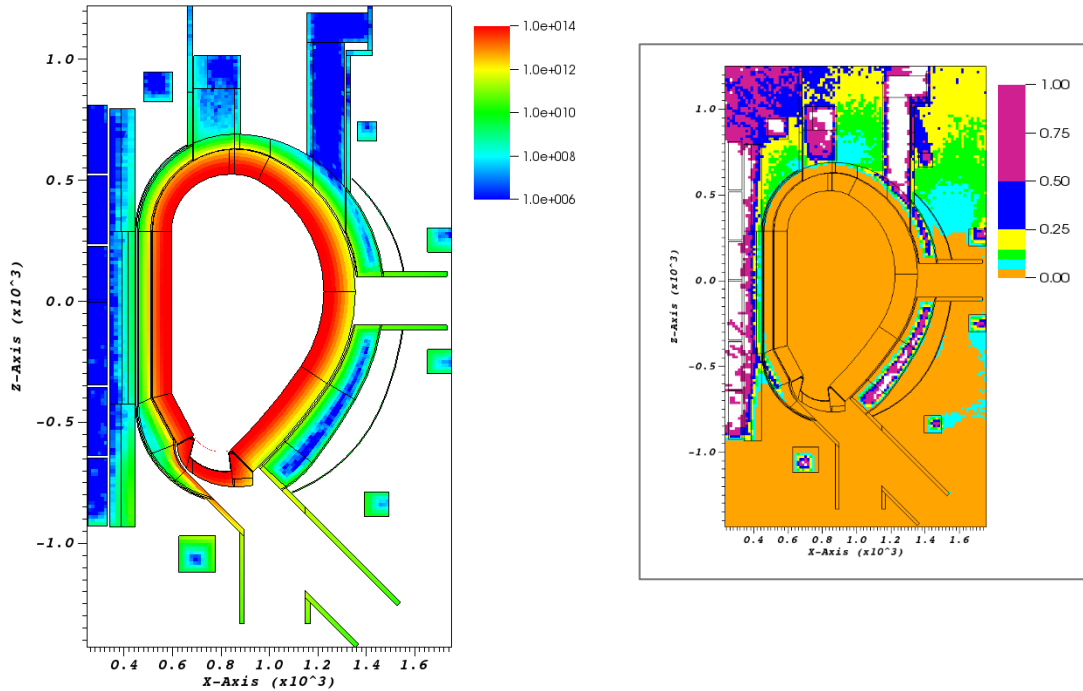 1.0e+014
1.0e+012
1.0e+010
1.0e+008
1.0e+006
1.0
0.5
0.0
-0.5
-1.0
Z-Axis (x10^3)
0.4 0.6 0.8 1.0 1.2 1.4 1.6
X-Axis (x10^3)
1.00
0.75
0.50
0.25
0.00
1.0
0.5
0.0
-0.5
-1.0
Z-Axis (x10^3)
0.4 0.6 0.8 1.0 1.2 1.4 1.6
X-Axis (x10^3)